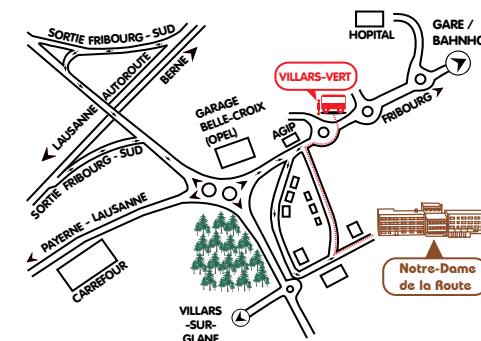 SORTIE FRIBOURG - SUD
LAUSANNE AUTOROUTE
BERNE
HOPITAL
GARE /
BAHNHO
VILLARS-VERT
FRIBOURG
GARAGE
BELLE-CROIX
(OPEL)
AGIP
SORTIE FRIBOURG - SUD
PAYERNE - LAUSANNE
CARREFOUR
Notre-Dame
de la Route
VILLARS
-SUR-
GLANE